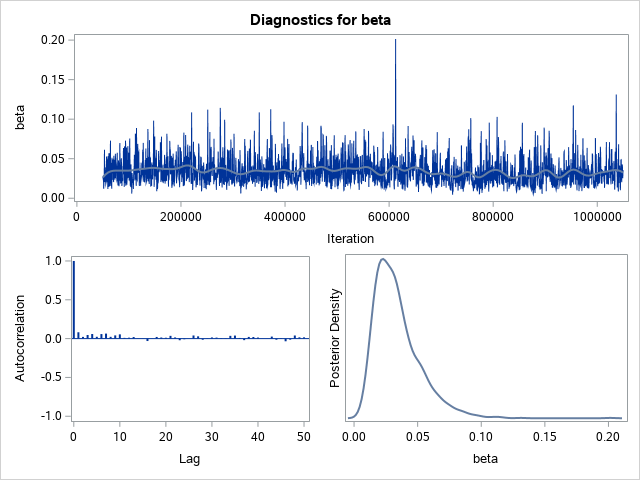 Diagnostics for beta
beta
0.20
0.15
0.10
0.05
0.00
0 200000 400000 600000 800000 1000000
Iteration
Autocorrelation
1.0
0.5
0.0
-0.5
-1.0
0 10 20 30 40 50
Lag
Posterior Density
0.00 0.05 0.10 0.15 0.20
beta